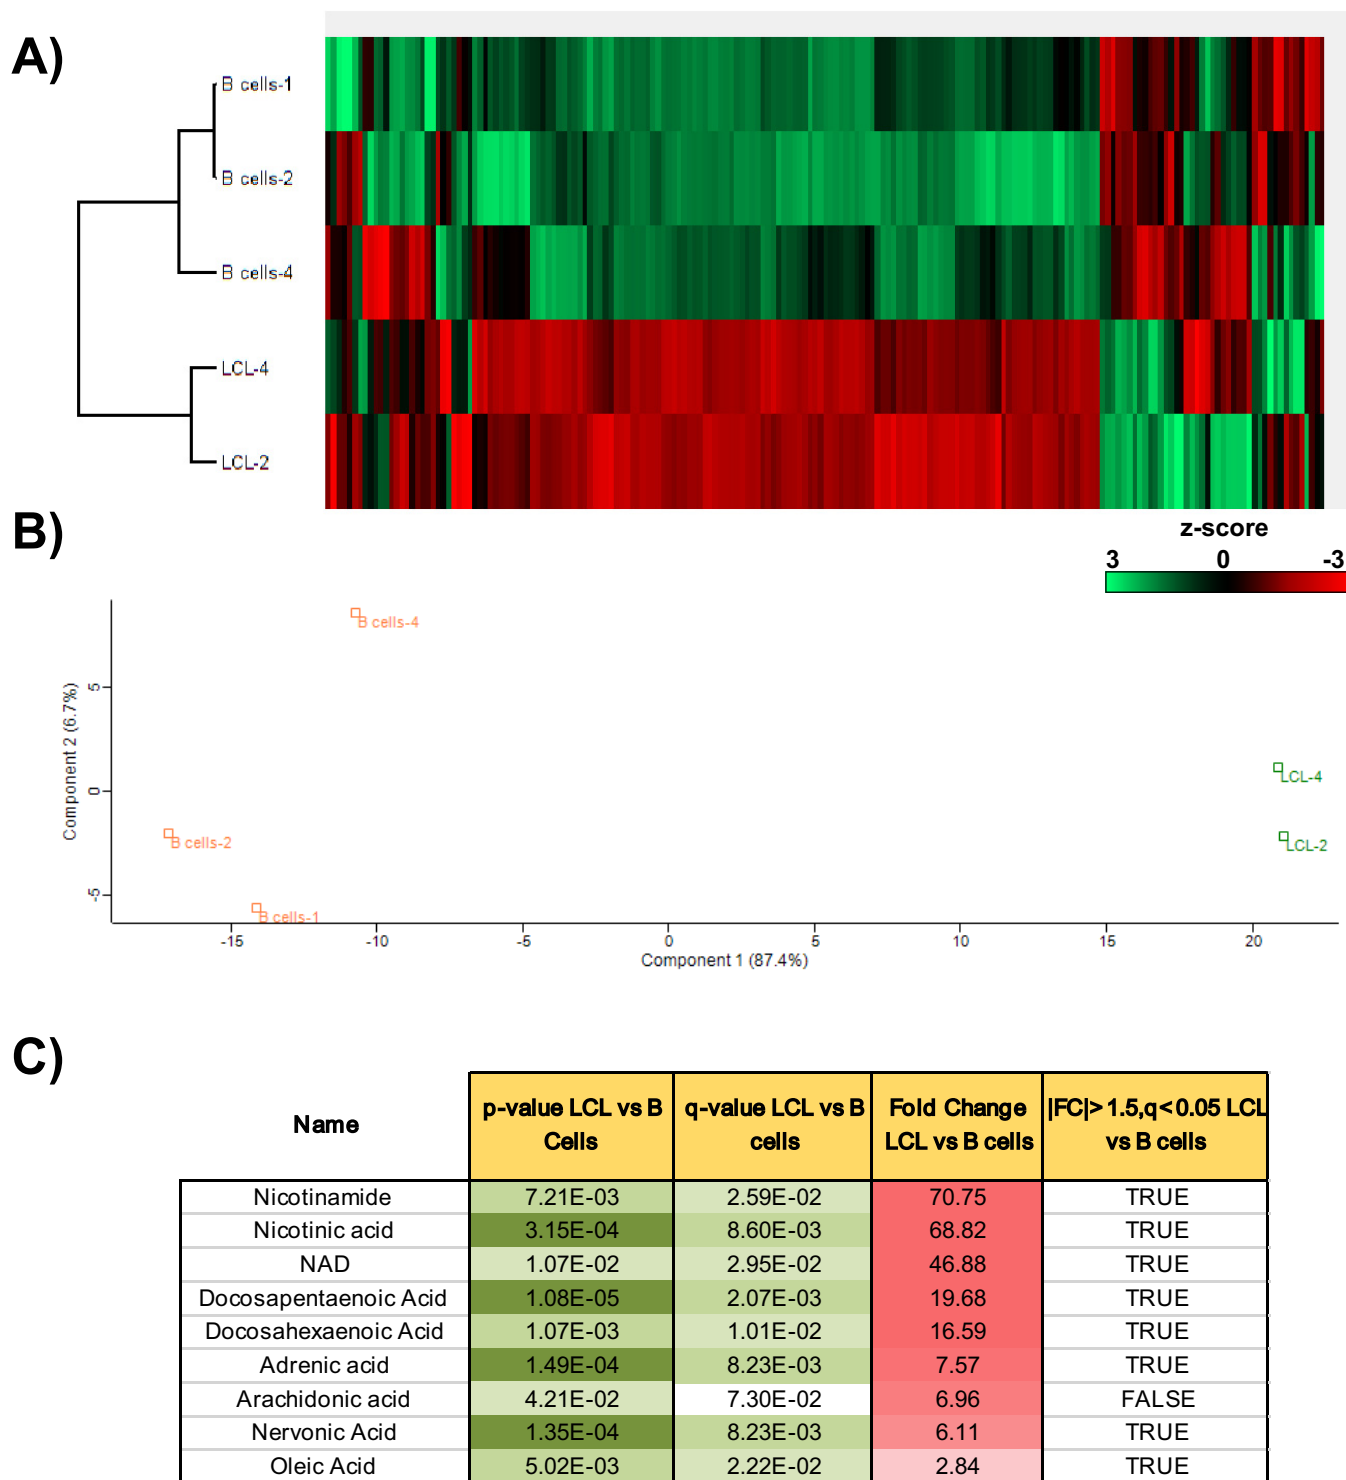 A)
B cells-1
B cells-2
B cells-4
LCL-4
LCL-2
z-score
3 0 -3
B)
B cells-4
LCL-4
B cells-2
LCL-2
B cells-1
Component 2 (6.7%)
5
0
-5
-15 -10 -5 0 5 10 15 20
Component 1 (87.4%)
C)
Name p-value LCL vs B Cells q-value LCL vs B cells Fold Change LCL vs B cells |FC|>1.5,q<0.05 LCL vs B cells
Nicotinamide 7.21E-03 2.59E-02 70.75 TRUE
Nicotinic acid 3.15E-04 8.60E-03 68.82 TRUE
NAD 1.07E-02 2.95E-02 46.88 TRUE
Docosapentaenoic Acid 1.08E-05 2.07E-03 19.68 TRUE
Docosahexaenoic Acid 1.07E-03 1.01E-02 16.59 TRUE
Adrenic acid 1.49E-04 8.23E-03 7.57 TRUE
Arachidonic acid 4.21E-02 7.30E-02 6.96 FALSE
Nervonic Acid 1.35E-04 8.23E-03 6.11 TRUE
Oleic Acid 5.02E-03 2.22E-02 2.84 TRUE